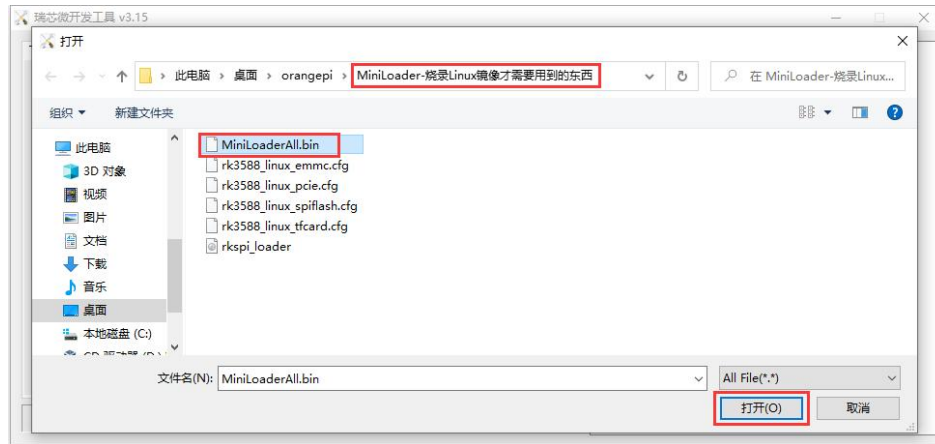 瑞芯微开发工具 v3.15
打开
此电脑 › 桌面 › orangepi › MiniLoader-烧录Linux镜像才需要用到的东西
在 MiniLoader-烧录Linux...
组织
新建文件夹
此电脑
3D 对象
视频
图片
文档
下载
音乐
桌面
本地磁盘 (C:)
MiniLoaderAll.bin
rk3588_linux_emmc.cfg
rk3588_linux_pcie.cfg
rk3588_linux_spiflash.cfg
rk3588_linux_tfcard.cfg
rkspi_loader
文件名(N):
MiniLoaderAll.bin
All File(*.*)
打开(O)
取消